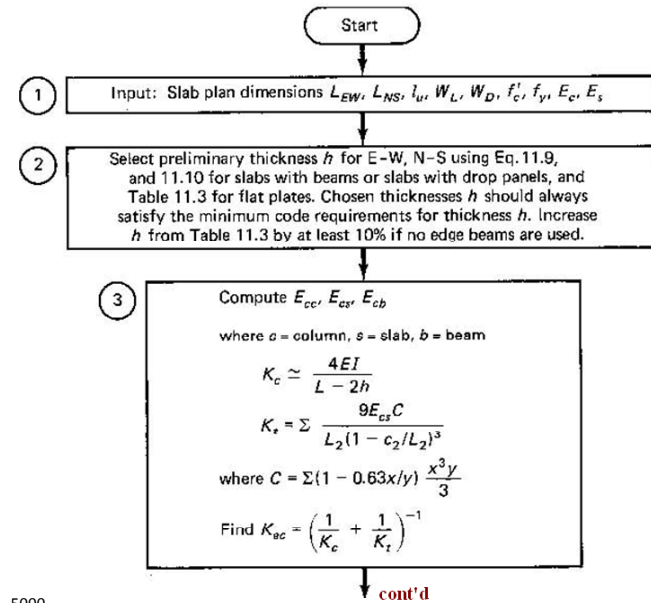 Start
1
Input: Slab plan dimensions L_EW, L_NS, l_u, W_L, W_D, f'_c, f_y, E_c, E_s
2
Select preliminary thickness h for E-W, N-S using Eq. 11.9,
and 11.10 for slabs with beams or slabs with drop panels, and
Table 11.3 for flat plates. Chosen thicknesses h should always
satisfy the minimum code requirements for thickness h. Increase
h from Table 11.3 by at least 10% if no edge beams are used.
3
Compute E_cc, E_cs, E_cb
where c = column, s = slab, b = beam
K_c ≃ 4EI / (L − 2h)
K_t = Σ 9E_cs C / (L_2(1 − c_2/L_2)³)
where C = Σ(1 − 0.63x/y) x³y/3
Find K_ec = (1/K_c + 1/K_t)⁻¹
cont'd